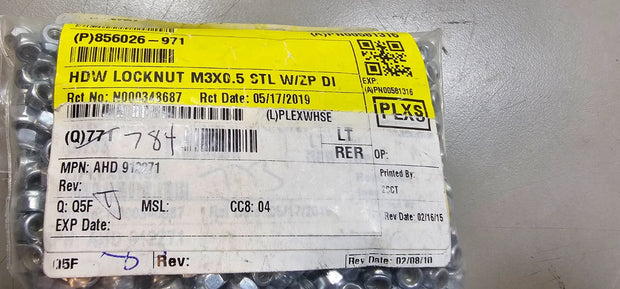 (P)856026-971
(A)PN00581316
HDW LOCKNUT M3X0.5 STL W/ZP DI
EP:
(A)PN00581316
Rct No: N000348687 Rct Date: 05/17/2019
(L)PLEXWHSE
PLXS
(Q)77 784
LT
RER
OP:
MPN: AHD
Rev:
Printed By:
Q: Q5F MSL: CC8: 04
EXP Date:
Rev Date: 02/16/15
Q5F Rev:
Rev Date: 02/08/10